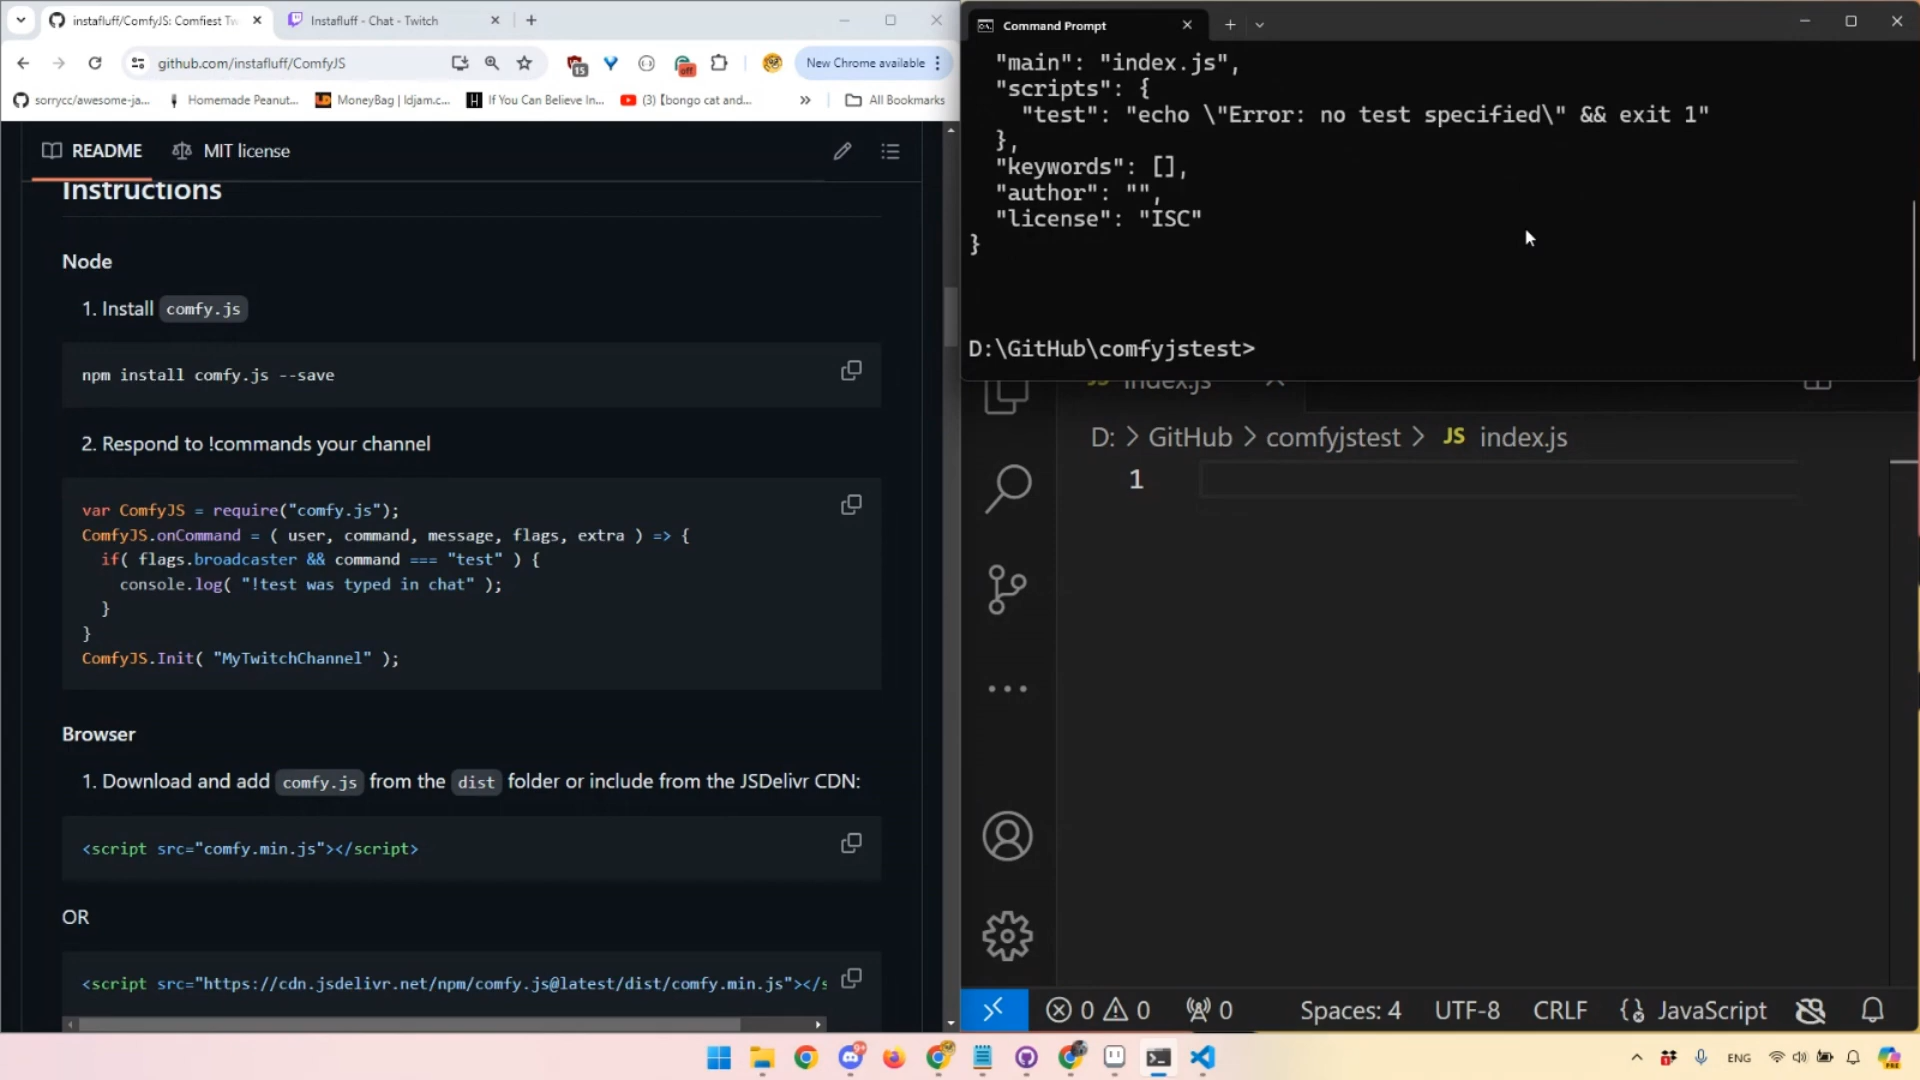 instafluff/ComfyJS: Comfiest Tw
Instafluff - Chat - Twitch
github.com/instafluff/ComfyJS
15
off
New Chrome available
sorrycc/awesome-ja...
Homemade Peanut...
MoneyBag | ldjam.c...
If You Can Believe In...
(3)【bongo cat and...
»
All Bookmarks
README
MIT license
Instructions
Node
1. Install comfy.js
npm install comfy.js --save
2. Respond to !commands your channel
var ComfyJS = require("comfy.js");
ComfyJS.onCommand = ( user, command, message, flags, extra ) => {
if( flags.broadcaster && command === "test" ) {
console.log( "!test was typed in chat" );
}
}
ComfyJS.Init( "MyTwitchChannel" );
Browser
1. Download and add comfy.js from the dist folder or include from the JSDelivr CDN:
<script src="comfy.min.js"></script>
OR
<script src="https://cdn.jsdelivr.net/npm/comfy.js@latest/dist/comfy.min.js"></s
Command Prompt
"main": "index.js",
"scripts": {
"test": "echo \"Error: no test specified\" && exit 1"
},
"keywords": [],
"author": "",
"license": "ISC"
}
D:\GitHub\comfyjstest>
JS index.js
D: > GitHub > comfyjstest > JS index.js
1
0 0 0
Spaces: 4
UTF-8
CRLF
{} JavaScript
9+
ENG